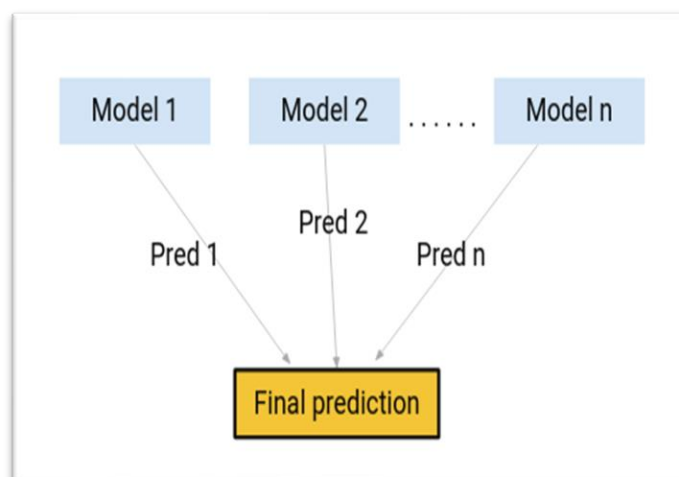 Model 1
Model 2
......
Model n
Pred 1
Pred 2
Pred n
Final prediction